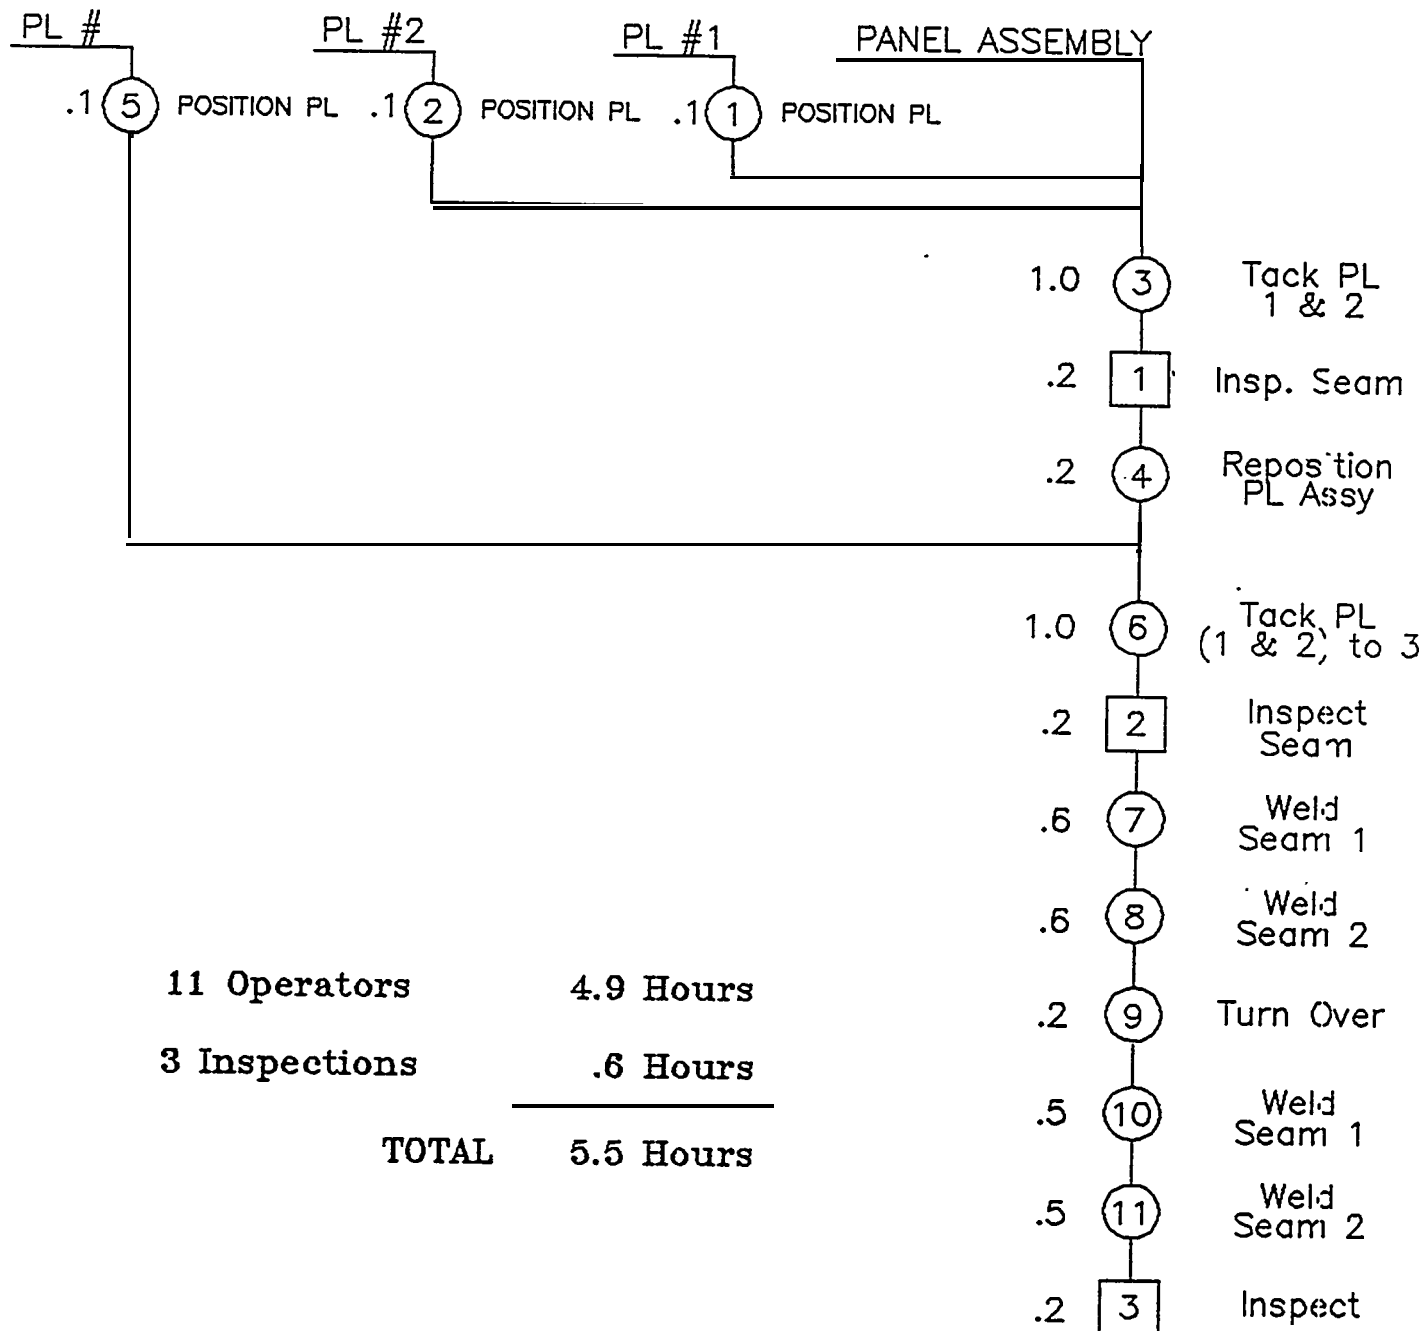 PL #
PL #2
PL #1
PANEL ASSEMBLY
.1 5 POSITION PL
.1 2 POSITION PL
.1 1 POSITION PL
1.0 3 Tack PL
1 & 2
.2 1 Insp. Seam
.2 4 Reposition
PL Assy
1.0 6 Tack PL
(1 & 2) to 3
.2 2 Inspect
Seam
.6 7 Weld
Seam 1
.6 8 Weld
Seam 2
.2 9 Turn Over
.5 10 Weld
Seam 1
.5 11 Weld
Seam 2
.2 3 Inspect
11 Operators 4.9 Hours
3 Inspections .6 Hours
TOTAL 5.5 Hours